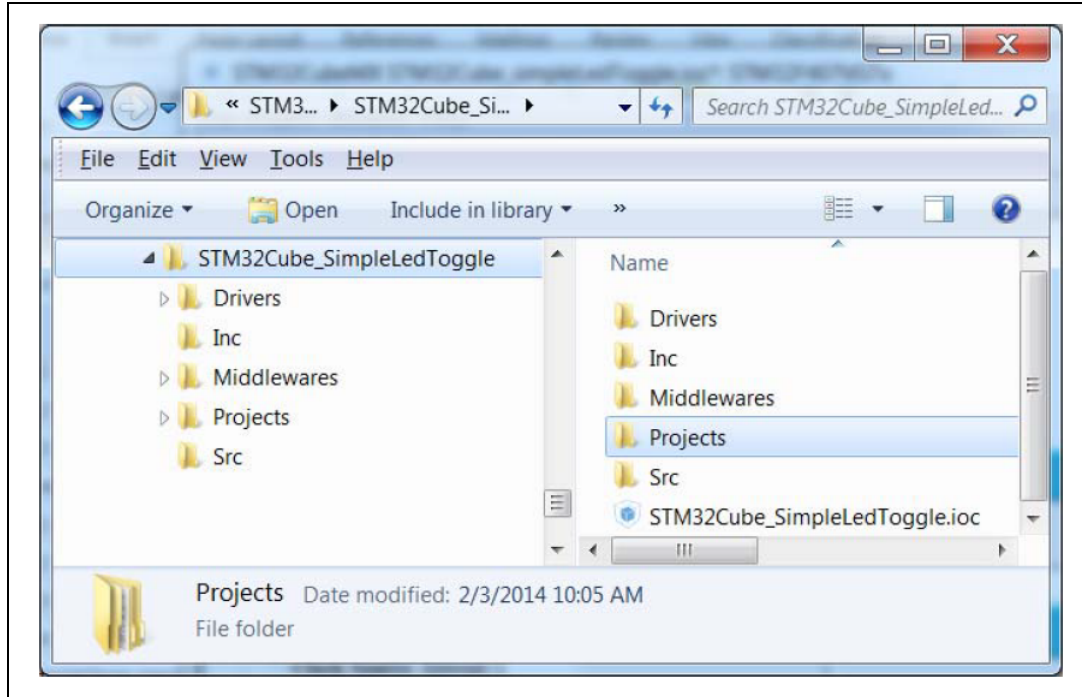 « STM3... ▸ STM32Cube_Si... ▸ Search STM32Cube_SimpleLed...
File Edit View Tools Help
Organize Open Include in library »
STM32Cube_SimpleLedToggle
Drivers
Inc
Middlewares
Projects
Src
Name
Drivers
Inc
Middlewares
Projects
Src
STM32Cube_SimpleLedToggle.ioc
Projects Date modified: 2/3/2014 10:05 AM
File folder